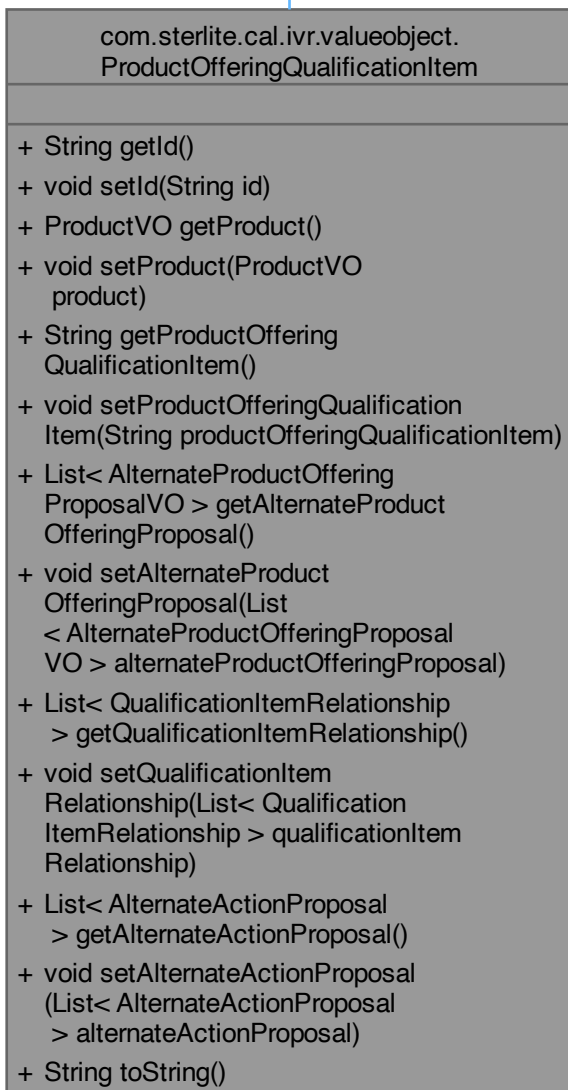 com.sterlite.cal.ivr.valueobject.
ProductOfferingQualificationItem
+ String getId()
+ void setId(String id)
+ ProductVO getProduct()
+ void setProduct(ProductVO
product)
+ String getProductOffering
QualificationItem()
+ void setProductOfferingQualification
Item(String productOfferingQualificationItem)
+ List< AlternateProductOffering
ProposalVO > getAlternateProduct
OfferingProposal()
+ void setAlternateProduct
OfferingProposal(List
< AlternateProductOfferingProposal
VO > alternateProductOfferingProposal)
+ List< QualificationItemRelationship
> getQualificationItemRelationship()
+ void setQualificationItem
Relationship(List< Qualification
ItemRelationship > qualificationItem
Relationship)
+ List< AlternateActionProposal
> getAlternateActionProposal()
+ void setAlternateActionProposal
(List< AlternateActionProposal
> alternateActionProposal)
+ String toString()